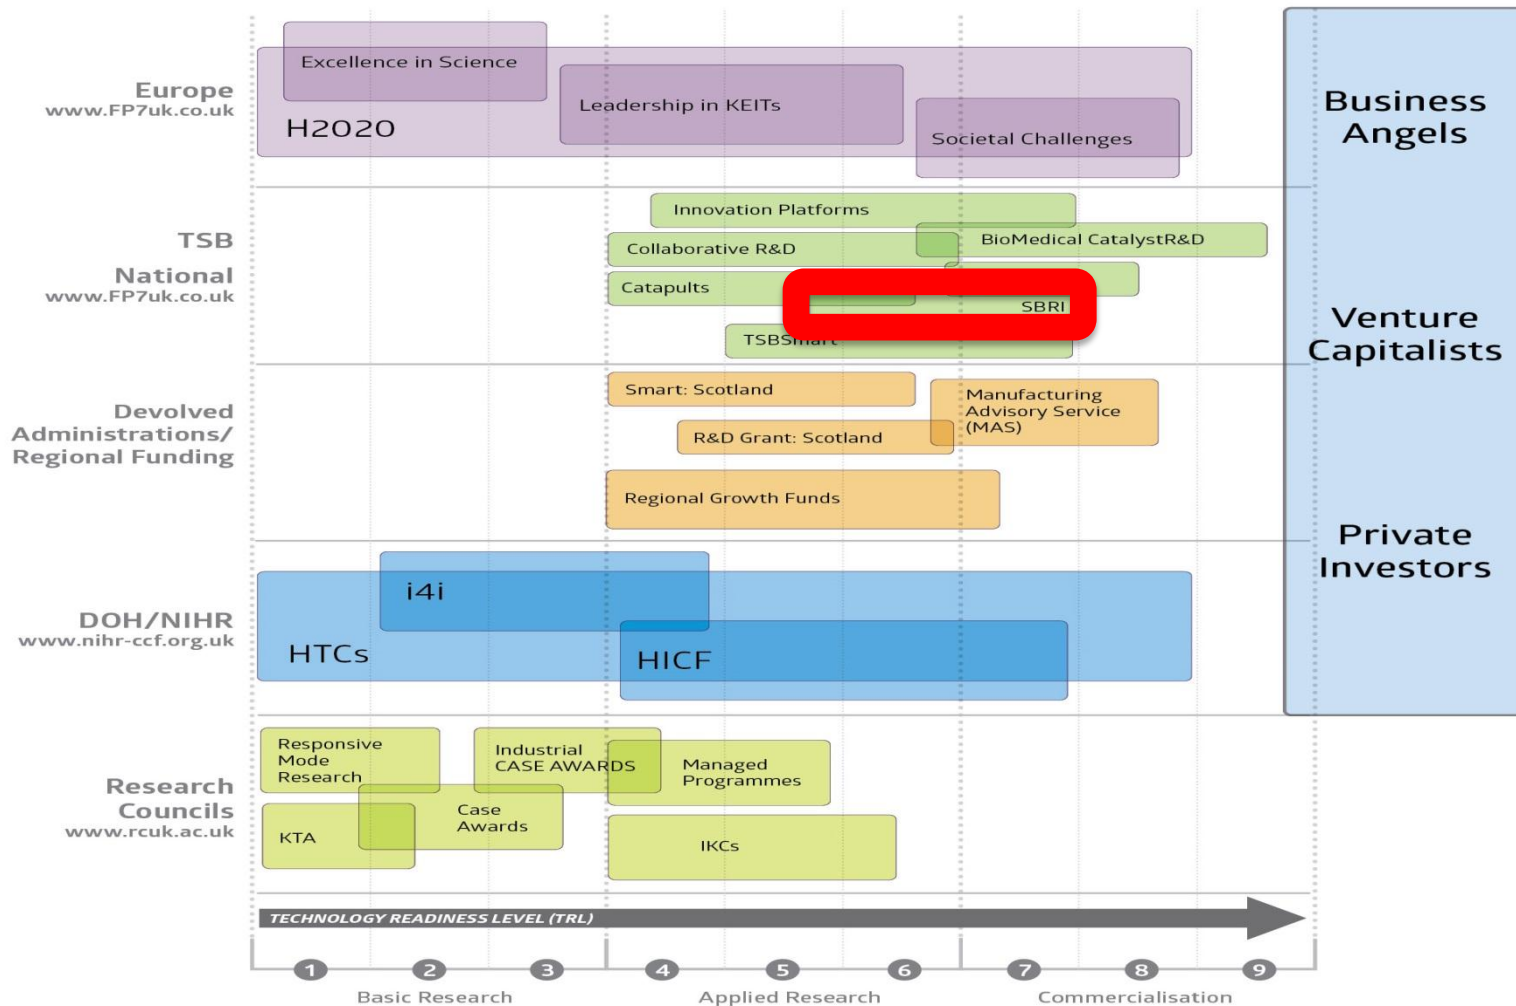 Europe
www.FP7uk.co.uk
Excellence in Science
Leadership in KEITs
H2020
Societal Challenges
Business
Angels
TSB
National
www.FP7uk.co.uk
Innovation Platforms
BioMedical CatalystR&D
Collaborative R&D
Catapults
SBRI
TSBSmart
Venture
Capitalists
Devolved
Administrations/
Regional Funding
Smart: Scotland
Manufacturing
Advisory Service
(MAS)
R&D Grant: Scotland
Regional Growth Funds
Private
Investors
DOH/NIHR
www.nihr-ccf.org.uk
i4i
HTCs
HICF
Research
Councils
www.rcuk.ac.uk
Responsive
Mode
Research
Industrial
CASE AWARDS
Managed
Programmes
KTA
Case
Awards
IKCs
TECHNOLOGY READINESS LEVEL (TRL)
1 2 3 4 5 6 7 8 9
Basic Research Applied Research Commercialisation